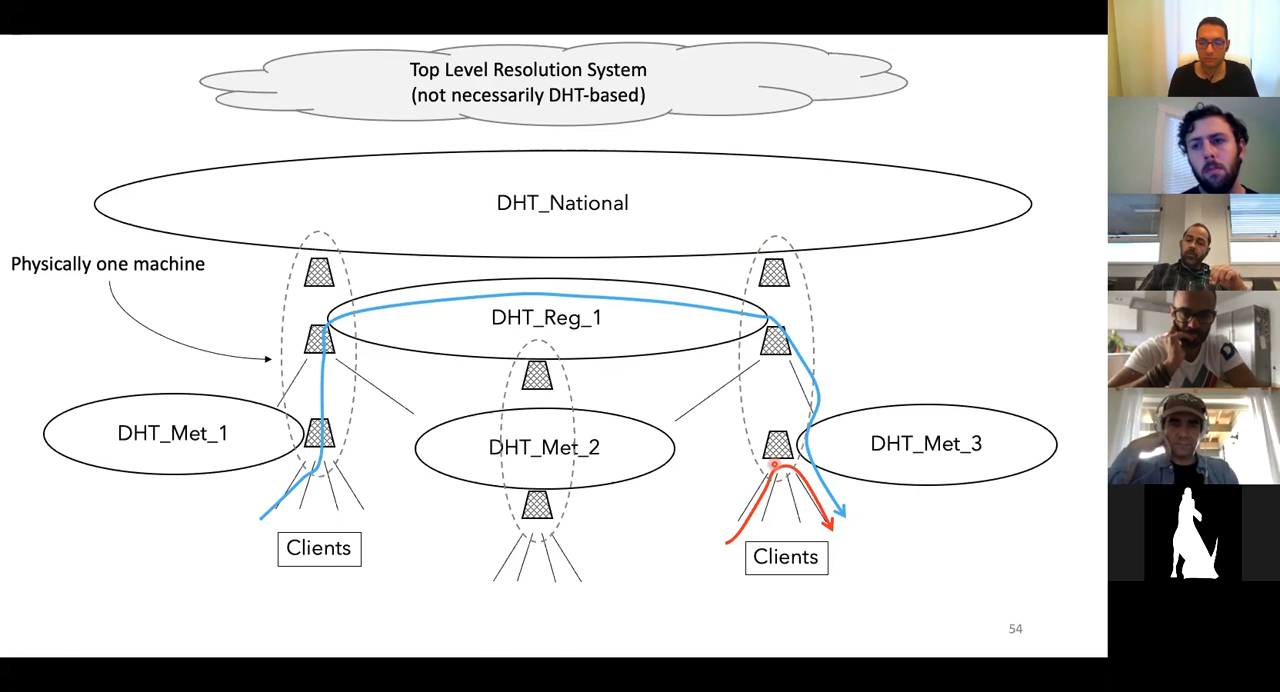 Top Level Resolution System
(not necessarily DHT-based)
DHT_National
Physically one machine
DHT_Reg_1
DHT_Met_1
DHT_Met_2
DHT_Met_3
Clients
Clients
54